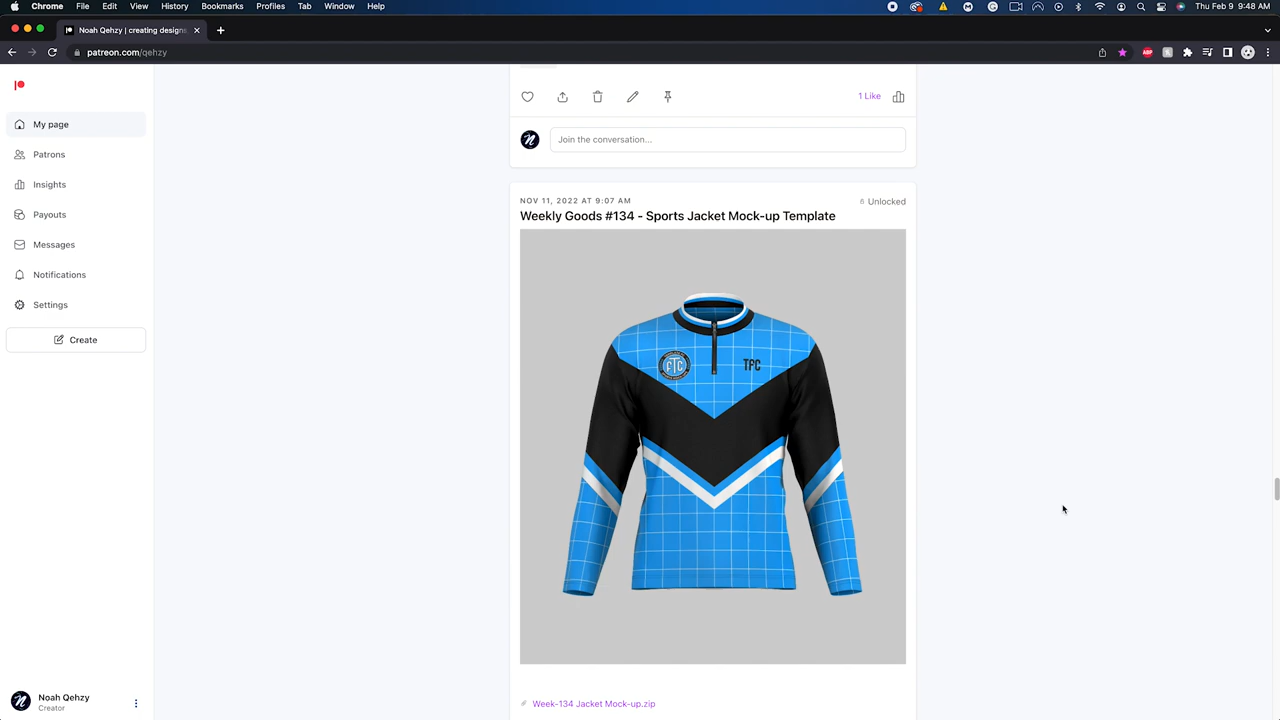 Chrome File Edit View History Bookmarks Profiles Tab Window Help Thu Feb 9 9:48 AM
Noah Qehzy | creating designs
patreon.com/qehzy
ABP
My page
Patrons
Insights
Payouts
Messages
Notifications
Settings
Create
Noah Qehzy
Creator
1 Like
Join the conversation...
NOV 11, 2022 AT 9:07 AM
6 Unlocked
Weekly Goods #134 - Sports Jacket Mock-up Template
TFC
Week-134 Jacket Mock-up.zip